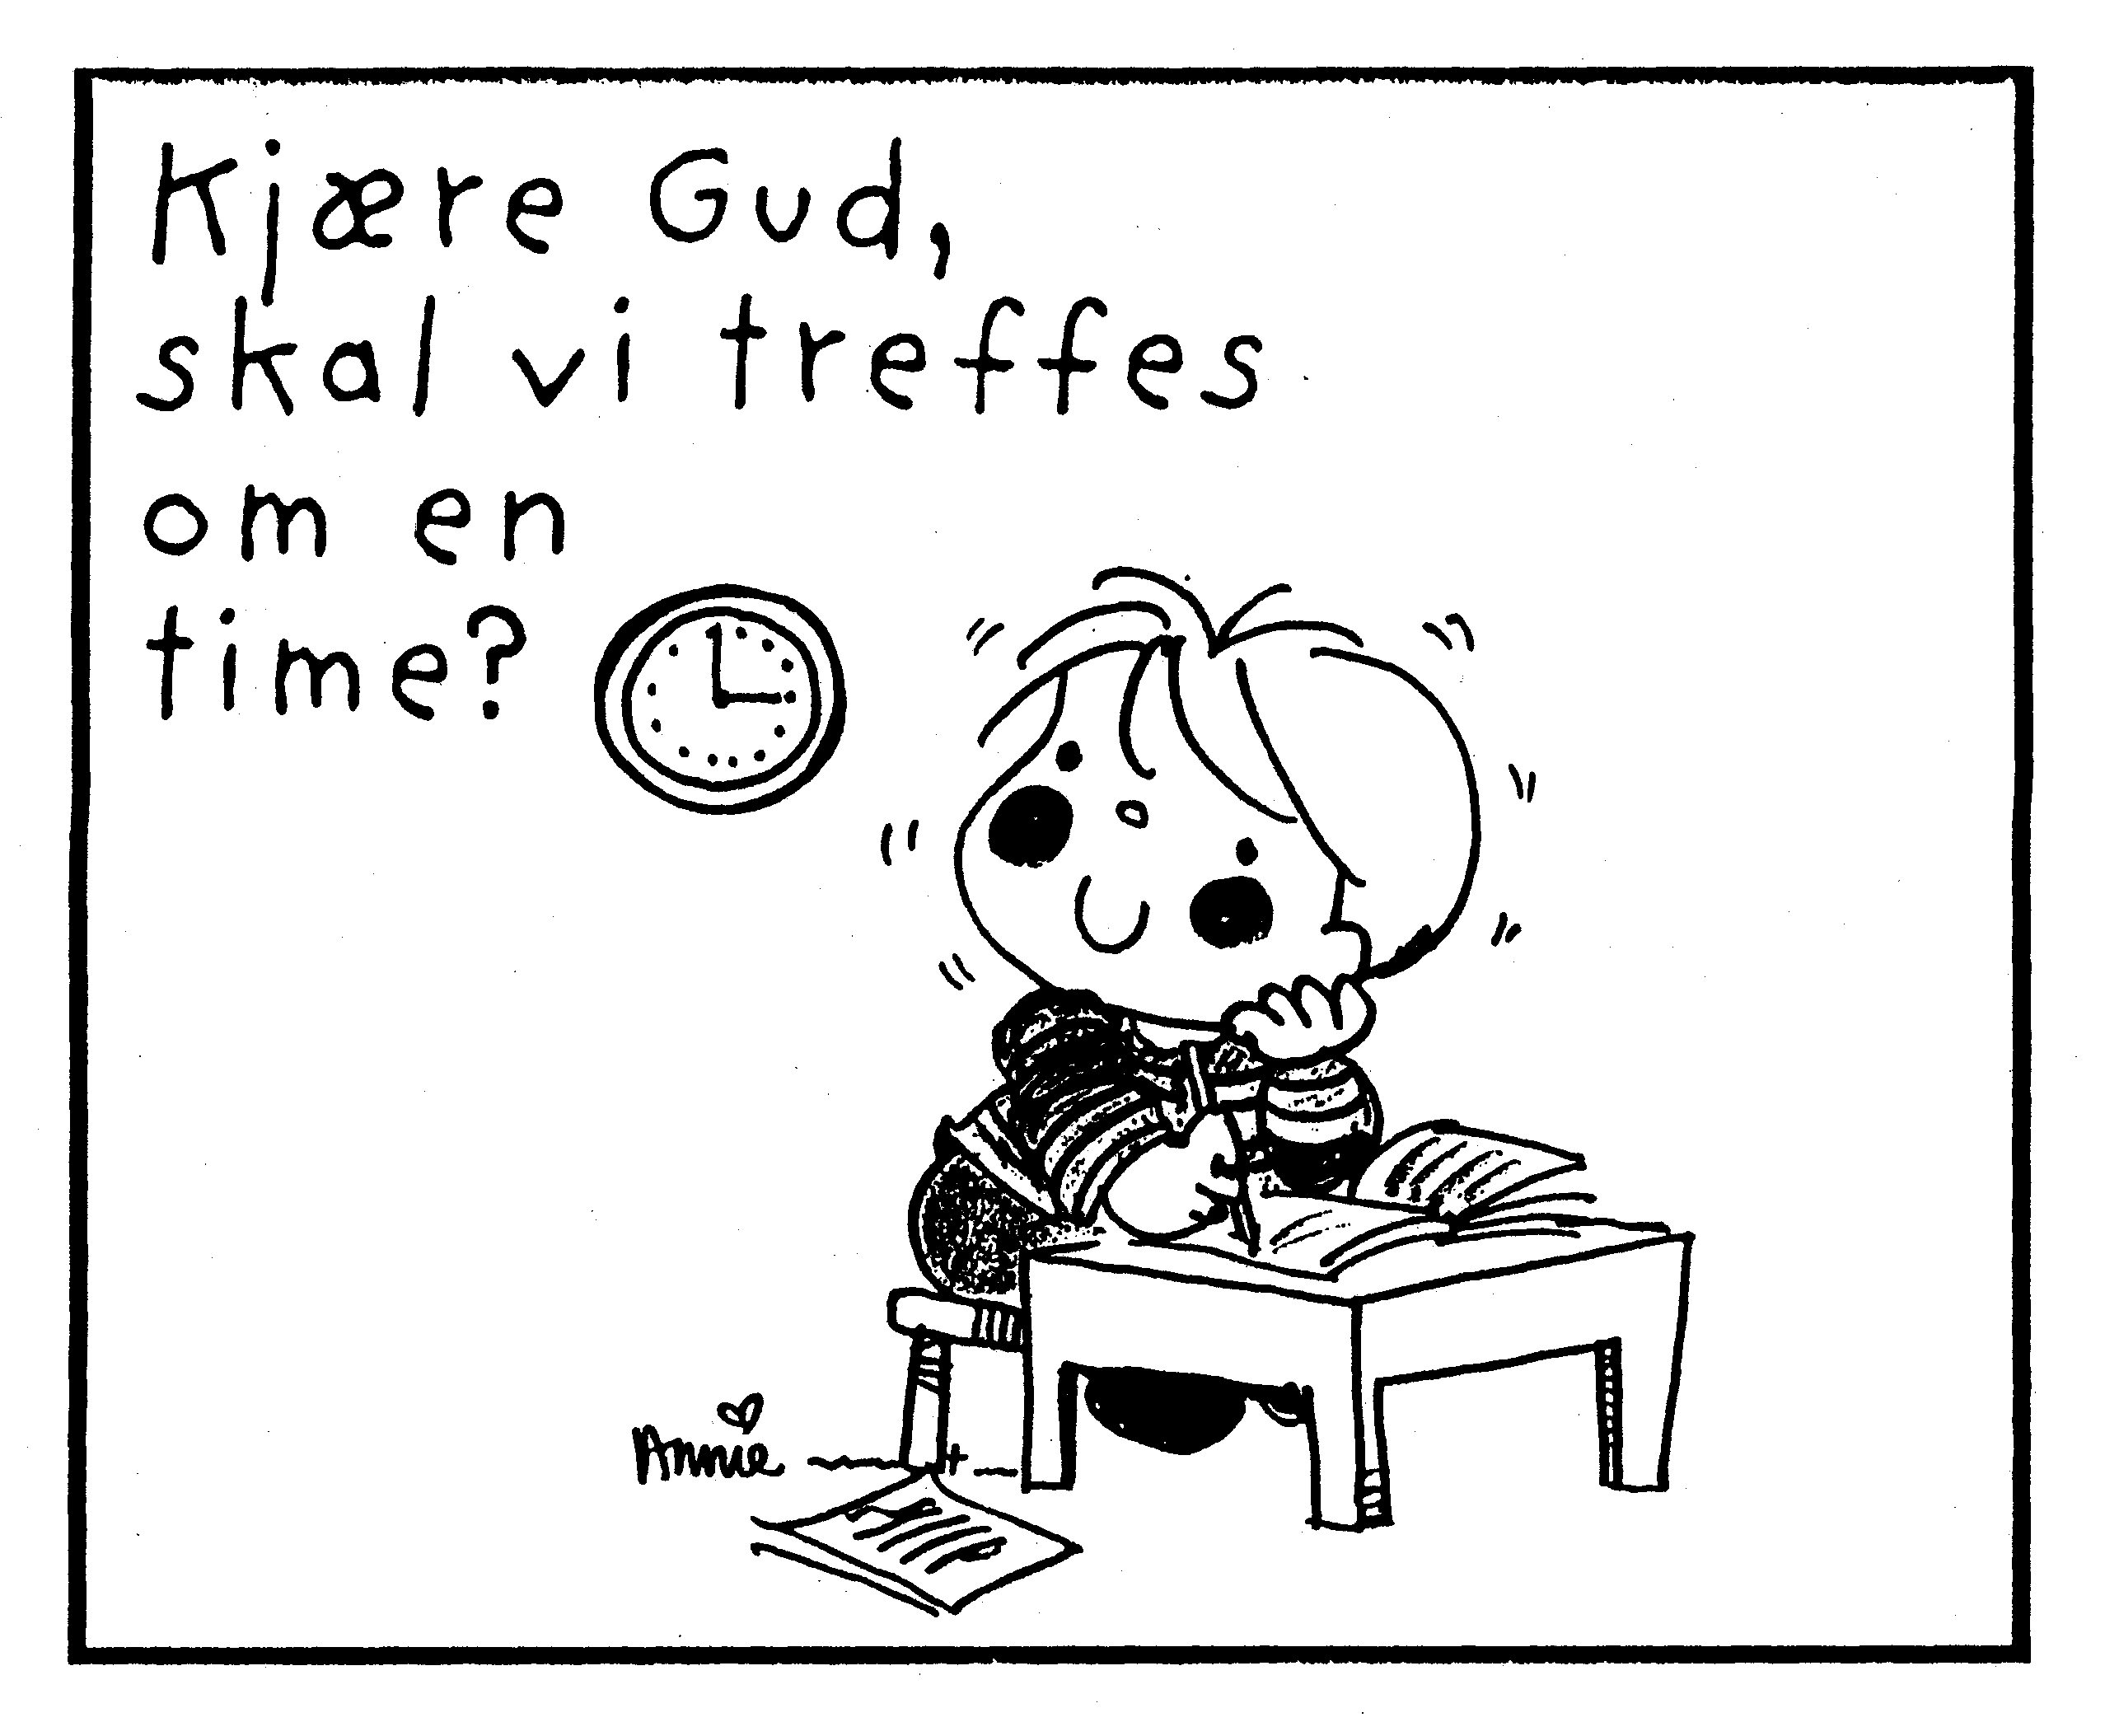 Kjære Gud,
skal vi treffes
om en
time?
Annie